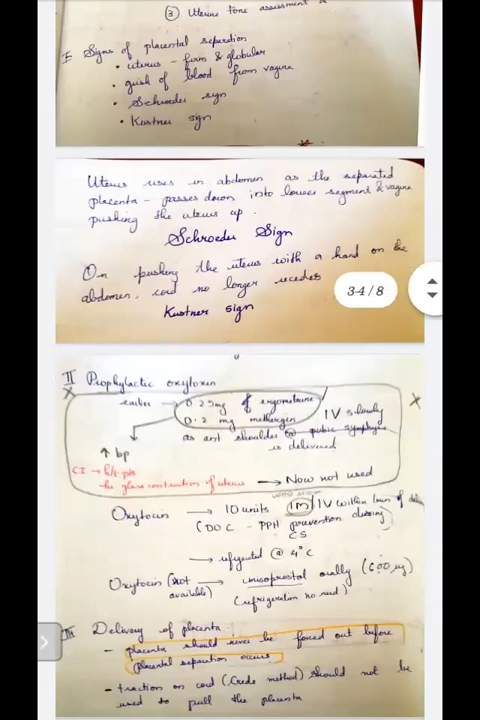 ③ Uterine tone assessment
I Signs of placental separation
• uterus - firm & globular
• gush of blood from vagina
• Schroeder sign
• Kustner sign
Uterus rises in abdomen as the separated
placenta - passes down into lower segment & vagina
pushing the uterus up.
Schroeder Sign
On pushing the uterus with a hand on the
abdomen, cord no longer recedes
Kustner sign
3-4 / 8
II Prophylactic oxytocin
earlier → 0.25mg of ergometrine
0.2 mg methergin IV slowly
as ant shoulder @ pubic symphysis
is delivered
↑ bp
CI → h/t pts
the contraction of uterus → Now not used
Oxytocin → 10 units IM/IV within 1min of
(DOC - PPH prevention during)
CS
→ @ 4°C
Oxytocin (Not → misoprostol orally (600 μg)
available) (refrigeration no need)
III Delivery of placenta
- placenta should never be forced out before
placental separation occurs
- traction on cord (Crede method) should not be
used to pull the placenta